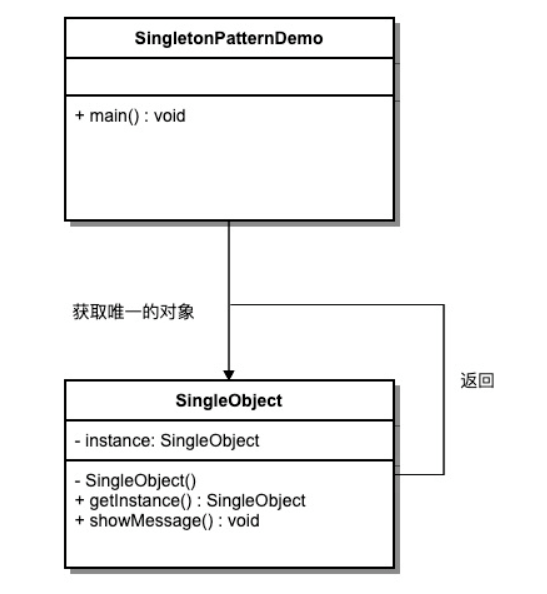 SingletonPatternDemo
+ main() : void
获取唯一的对象
返回
SingleObject
- instance: SingleObject
- SingleObject()
+ getInstance() : SingleObject
+ showMessage() : void